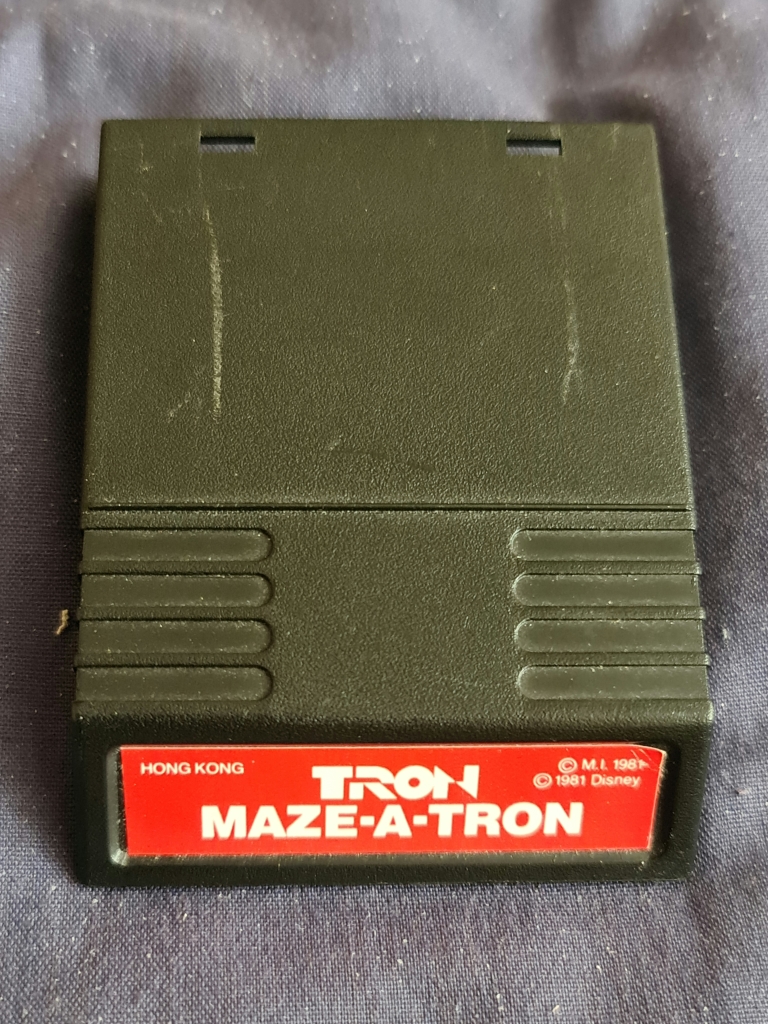 HONG KONG
TRON
MAZE-A-TRON
© M.I. 1981
© 1981 Disney